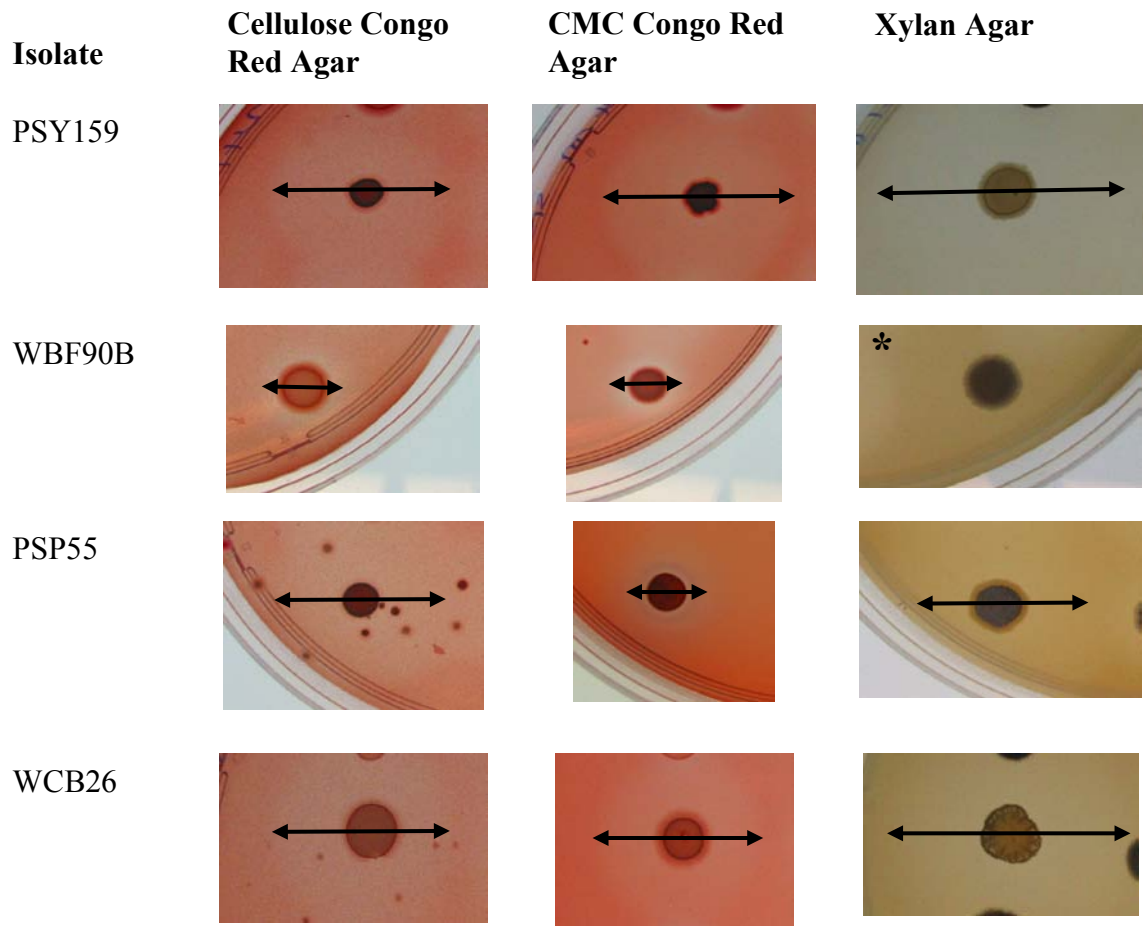 Isolate
Cellulose Congo
Red Agar
CMC Congo Red
Agar
Xylan Agar
PSY159
WBF90B
*
PSP55
WCB26